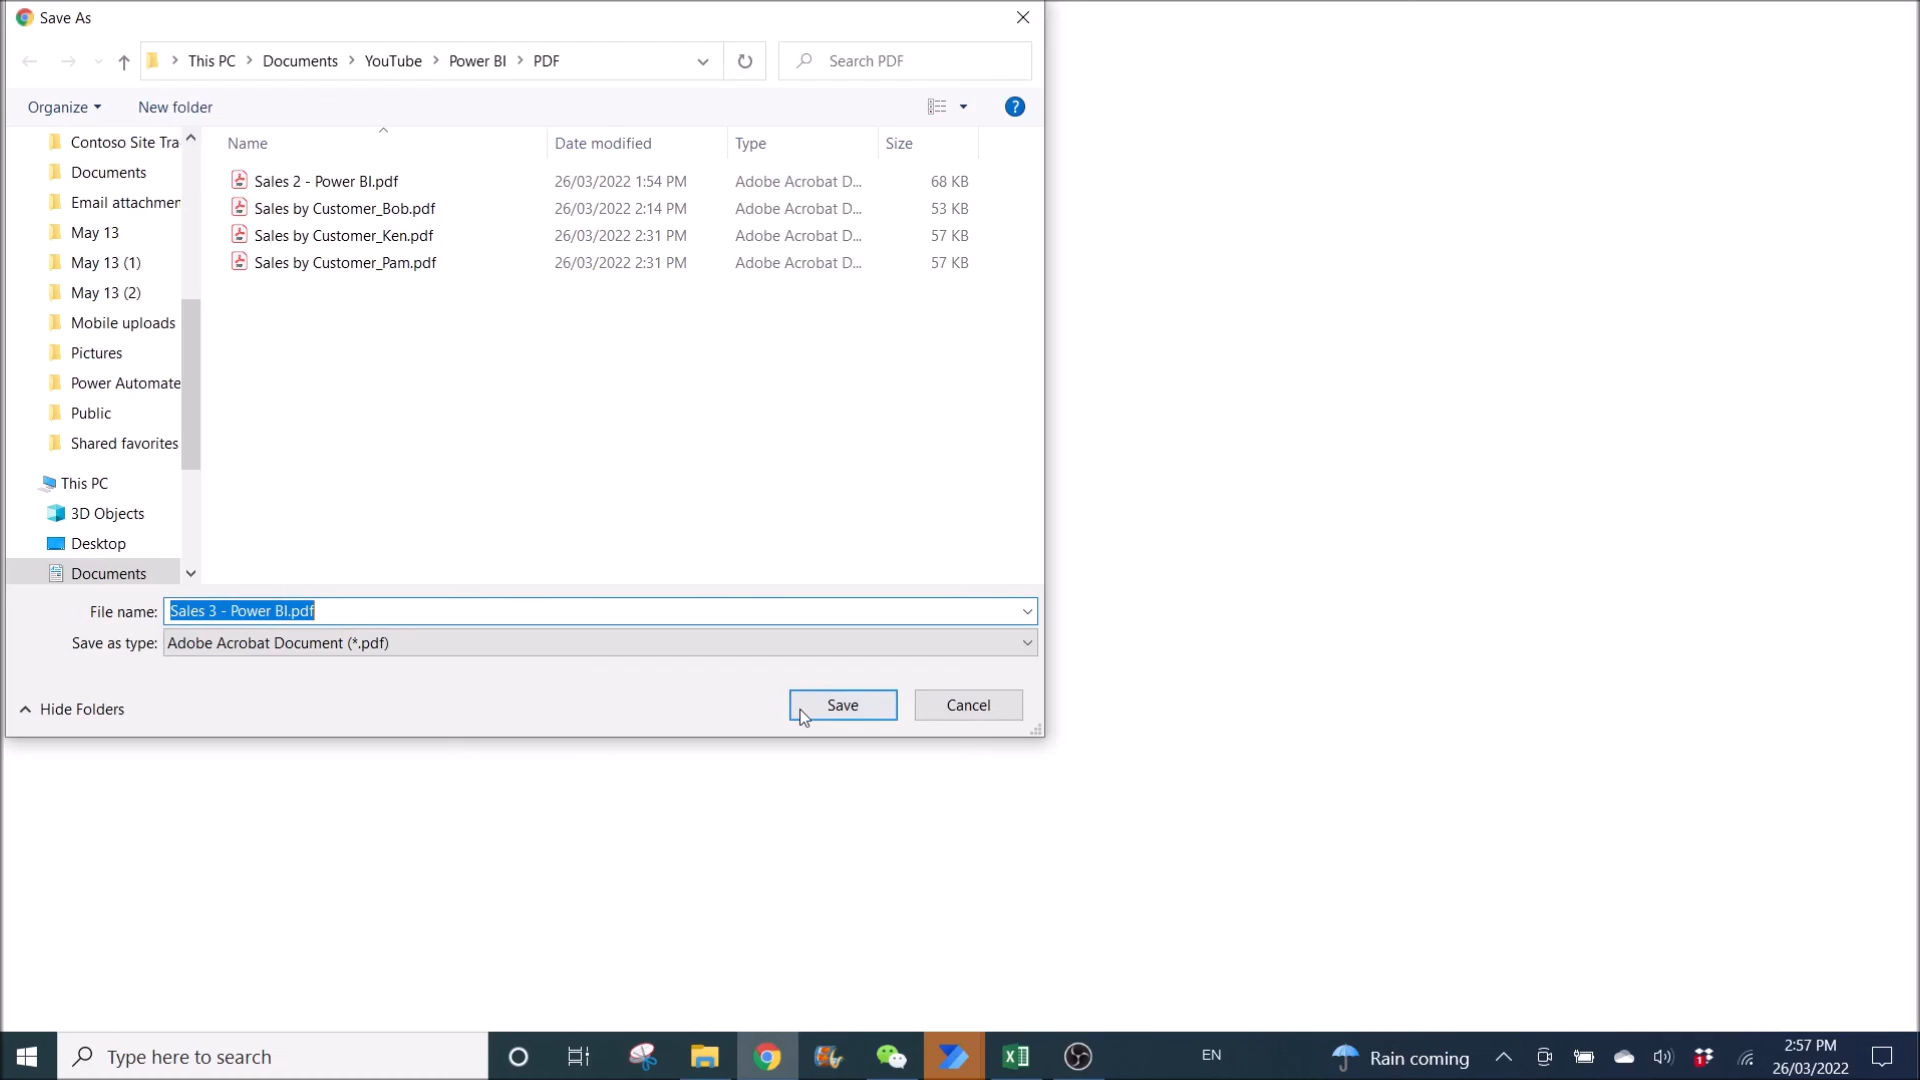 Save As
This PC > Documents > YouTube > Power BI > PDF
Search PDF
Organize
New folder
Name
Date modified
Type
Size
Contoso Site Tra
Documents
Email attachmen
May 13
May 13 (1)
May 13 (2)
Mobile uploads
Pictures
Power Automate
Public
Shared favorites
This PC
3D Objects
Desktop
Documents
Sales 2 - Power BI.pdf 26/03/2022 1:54 PM Adobe Acrobat D... 68 KB
Sales by Customer_Bob.pdf 26/03/2022 2:14 PM Adobe Acrobat D... 53 KB
Sales by Customer_Ken.pdf 26/03/2022 2:31 PM Adobe Acrobat D... 57 KB
Sales by Customer_Pam.pdf 26/03/2022 2:31 PM Adobe Acrobat D... 57 KB
File name: Sales 3 - Power BI.pdf
Save as type: Adobe Acrobat Document (*.pdf)
Hide Folders
Save
Cancel
Type here to search
EN
Rain coming
2:57 PM
26/03/2022